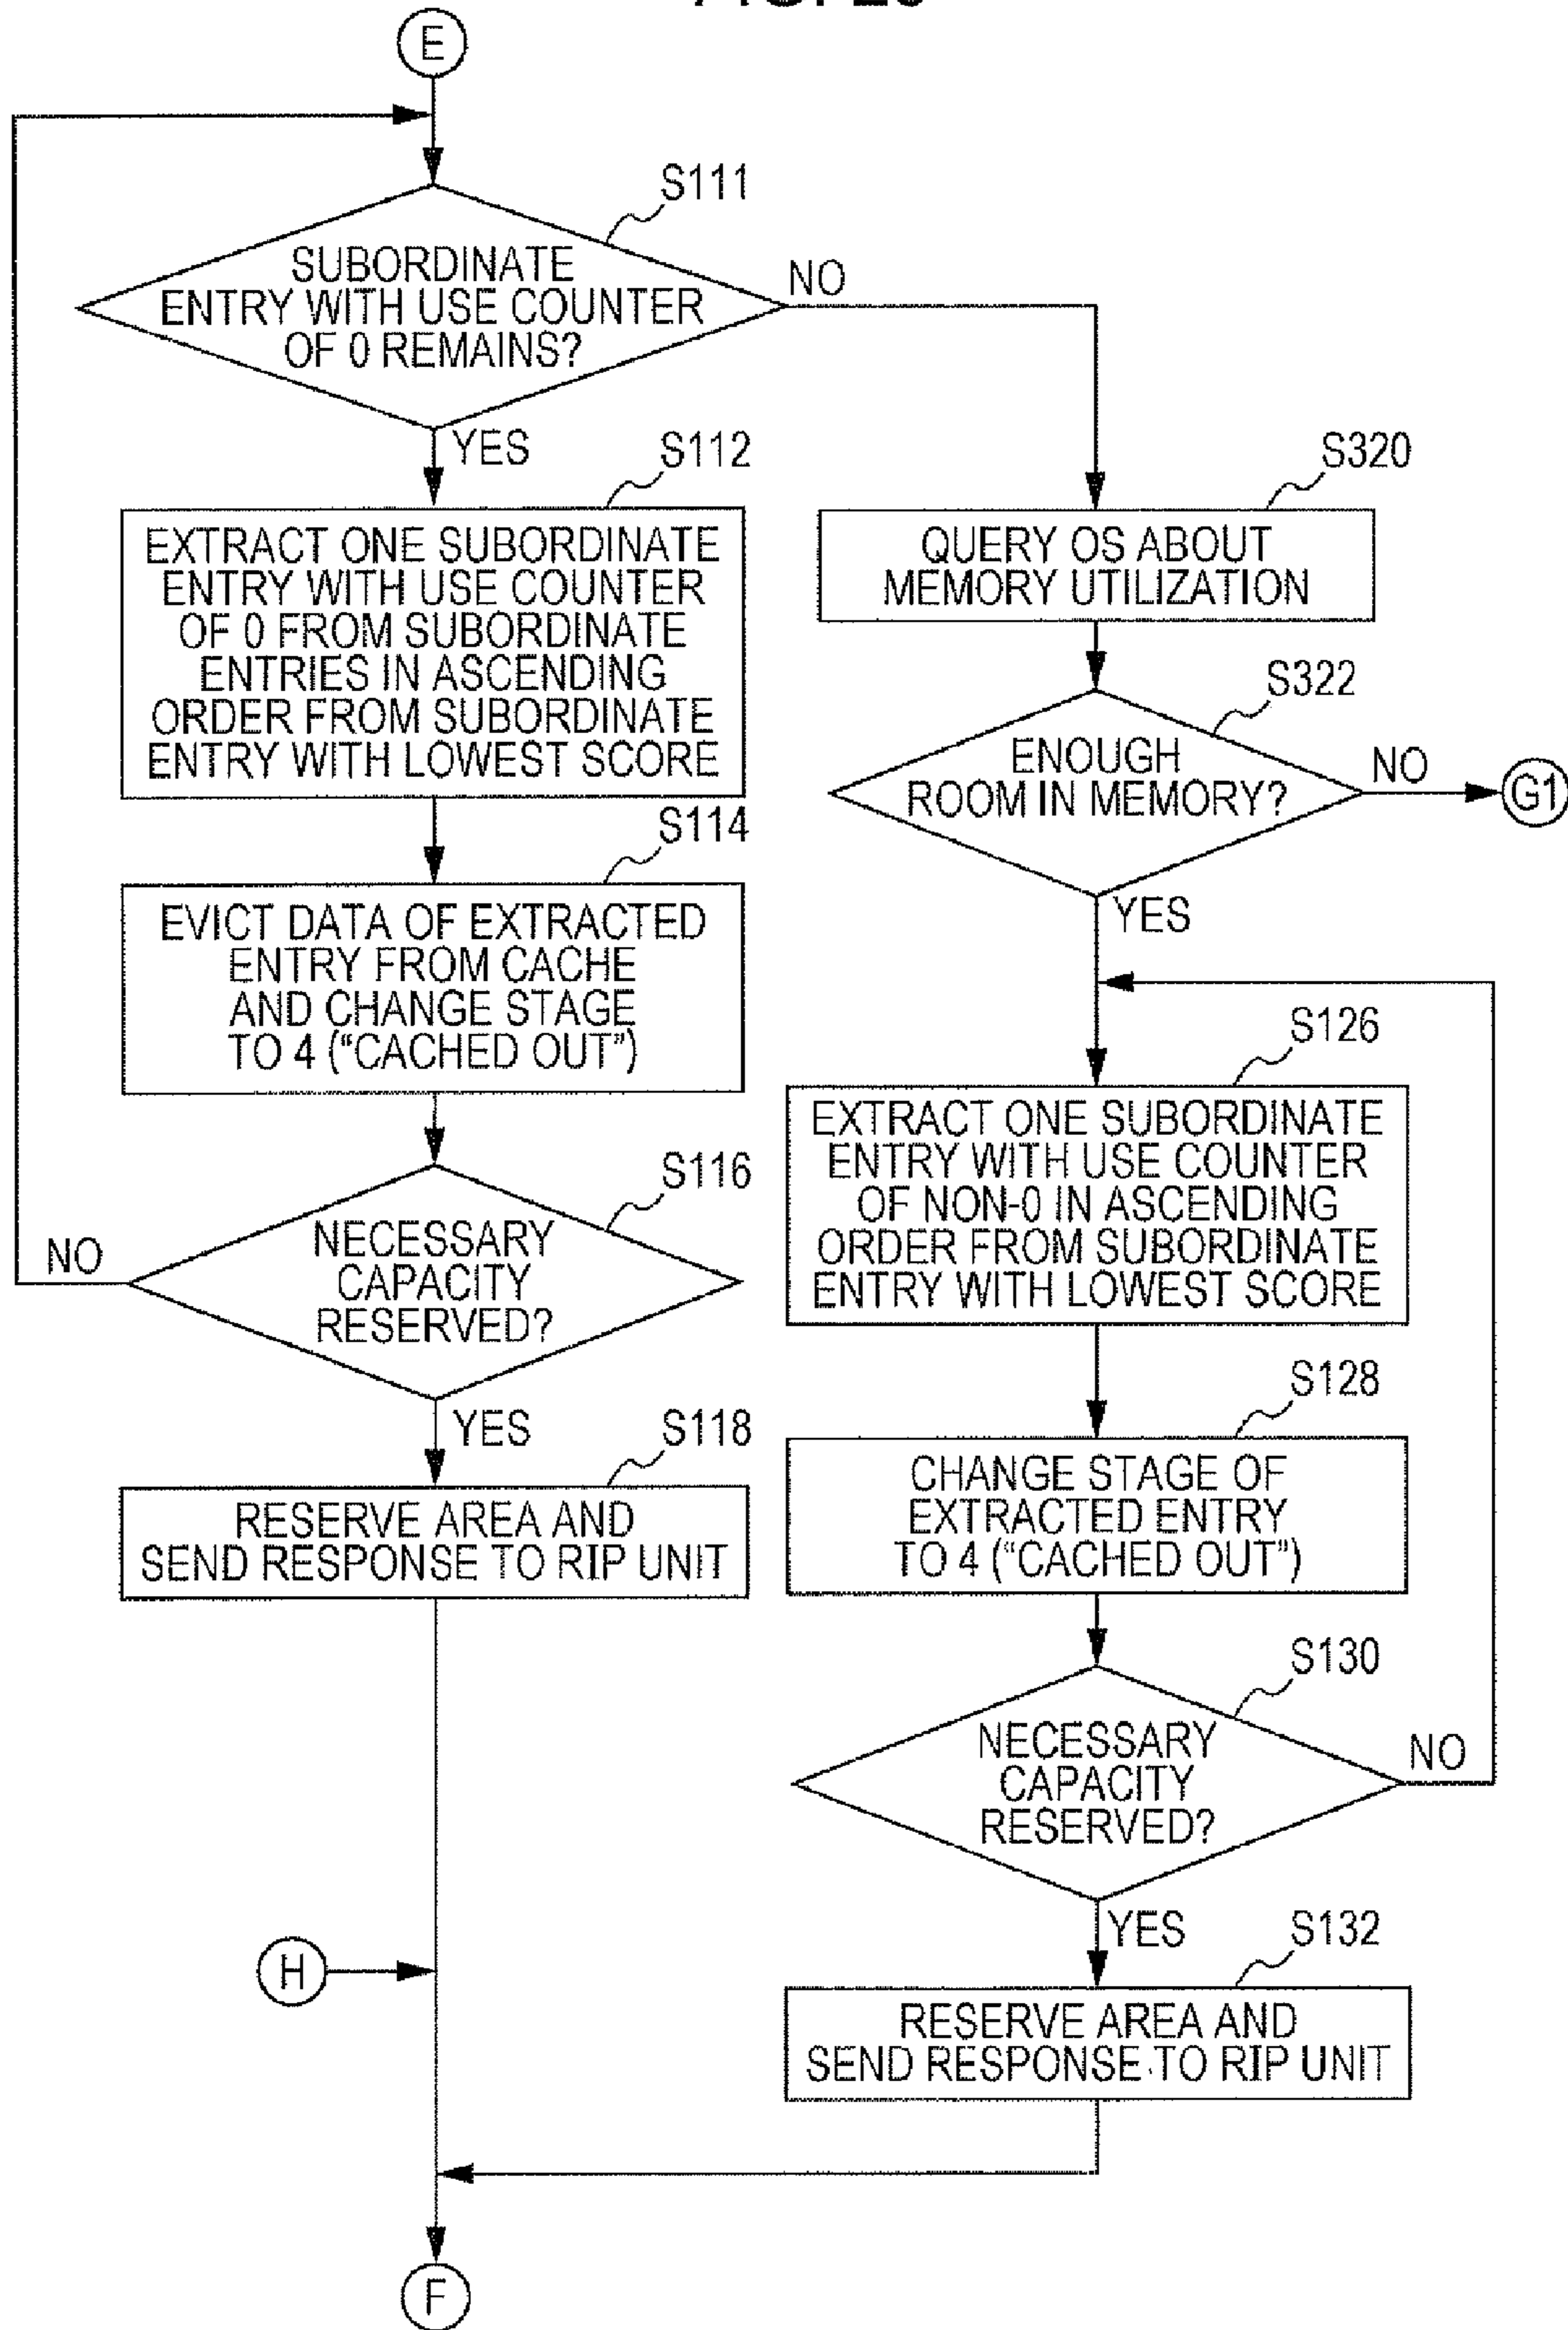 E
S111
SUBORDINATE
ENTRY WITH USE COUNTER
OF 0 REMAINS?
NO
YES
S112
EXTRACT ONE SUBORDINATE
ENTRY WITH USE COUNTER
OF 0 FROM SUBORDINATE
ENTRIES IN ASCENDING
ORDER FROM SUBORDINATE
ENTRY WITH LOWEST SCORE
S114
EVICT DATA OF EXTRACTED
ENTRY FROM CACHE
AND CHANGE STAGE
TO 4 ("CACHED OUT")
S116
NECESSARY
CAPACITY
RESERVED?
NO
YES
S118
RESERVE AREA AND
SEND RESPONSE TO RIP UNIT
H
F
S320
QUERY OS ABOUT
MEMORY UTILIZATION
S322
ENOUGH
ROOM IN MEMORY?
NO
G1
YES
S126
EXTRACT ONE SUBORDINATE
ENTRY WITH USE COUNTER
OF NON-0 IN ASCENDING
ORDER FROM SUBORDINATE
ENTRY WITH LOWEST SCORE
S128
CHANGE STAGE OF
EXTRACTED ENTRY
TO 4 ("CACHED OUT")
S130
NECESSARY
CAPACITY
RESERVED?
NO
YES
S132
RESERVE AREA AND
SEND RESPONSE TO RIP UNIT